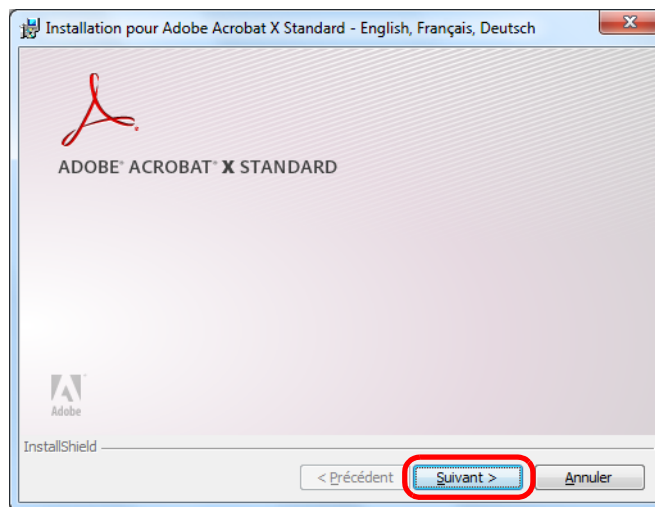 Installation pour Adobe Acrobat X Standard - English, Français, Deutsch
ADOBE® ACROBAT® X STANDARD
Adobe
InstallShield
< Précédent
Suivant >
Annuler